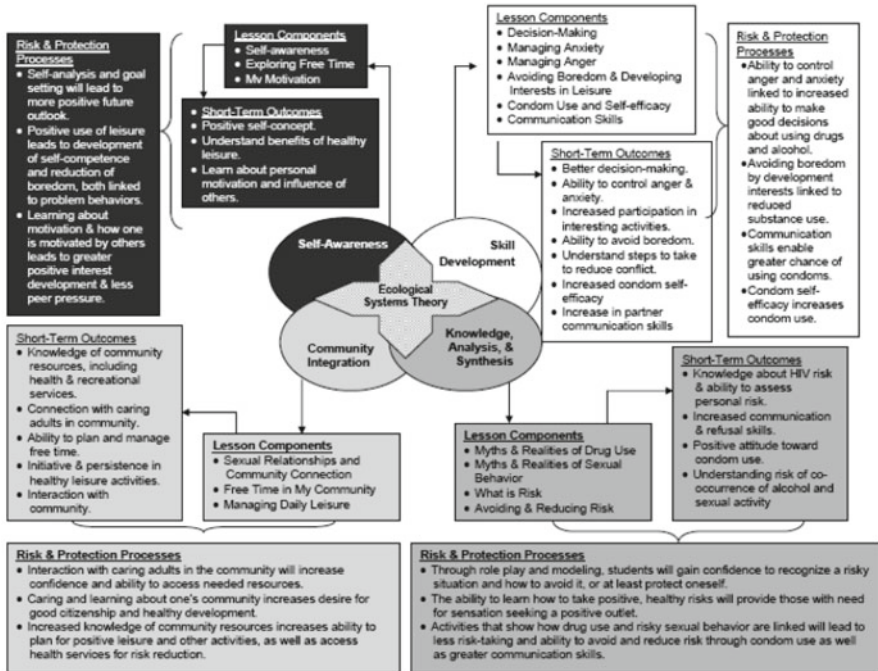 Risk & Protection
Processes
• Self-analysis and goal
setting will lead to
more positive future
outlook.
• Positive use of leisure
leads to development
of self-competence
and reduction of
boredom, both linked
to problem behaviors.
• Learning about
motivation & how one
is motivated by others
leads to greater
positive interest
development & less
peer pressure.
Lesson Components
• Self-awareness
• Exploring Free Time
• My Motivation
Short-Term Outcomes
• Positive self-concept.
• Understand benefits of healthy
leisure.
• Learn about personal
motivation and influence of
others.
Lesson Components
• Decision-Making
• Managing Anxiety
• Managing Anger
• Avoiding Boredom & Developing
Interests in Leisure
• Condom Use and Self-efficacy
• Communication Skills
Short-Term Outcomes
• Better decision-making.
• Ability to control anger &
anxiety.
• Increased participation in
interesting activities.
• Ability to avoid boredom.
• Understand steps to take
to reduce conflict.
• Increased condom self-
efficacy
• Increase in partner
communication skills
Risk & Protection
Processes
• Ability to control
anger and anxiety
linked to increased
ability to make
good decisions
about using drugs
and alcohol.
• Avoiding boredom
by development
interests linked to
reduced
substance use.
• Communication
skills enable
greater chance of
using condoms.
• Condom self-
efficacy increases
condom use.
Self-Awareness
Skill
Development
Ecological
Systems Theory
Community
Integration
Knowledge,
Analysis, &
Synthesis
Short-Term Outcomes
• Knowledge of community
resources, including
health & recreational
services.
• Connection with caring
adults in community.
• Ability to plan and manage
free time.
• Initiative & persistence in
healthy leisure activities.
• Interaction with
community.
Lesson Components
• Sexual Relationships and
Community Connection
• Free Time in My Community
• Managing Daily Leisure
Lesson Components
• Myths & Realities of Drug Use
• Myths & Realities of Sexual
Behavior
• What is Risk
• Avoiding & Reducing Risk
Short-Term Outcomes
• Knowledge about HIV risk
& ability to assess
personal risk.
• Increased communication
& refusal skills.
• Positive attitude toward
condom use.
• Understanding risk of co-
occurrence of alcohol and
sexual activity
Risk & Protection Processes
• Interaction with caring adults in the community will increase
confidence and ability to access needed resources.
• Caring and learning about one's community increases desire for
good citizenship and healthy development.
• Increased knowledge of community resources increases ability to
plan for positive leisure and other activities, as well as access
health services for risk reduction.
Risk & Protection Processes
• Through role play and modeling, students will gain confidence to recognize a risky
situation and how to avoid it, or at least protect oneself.
• The ability to learn how to take positive, healthy risks will provide those with need
for sensation seeking a positive outlet.
• Activities that show how drug use and risky sexual behavior are linked will lead to
less risk-taking and ability to avoid and reduce risk through condom use as well
as greater communication skills.